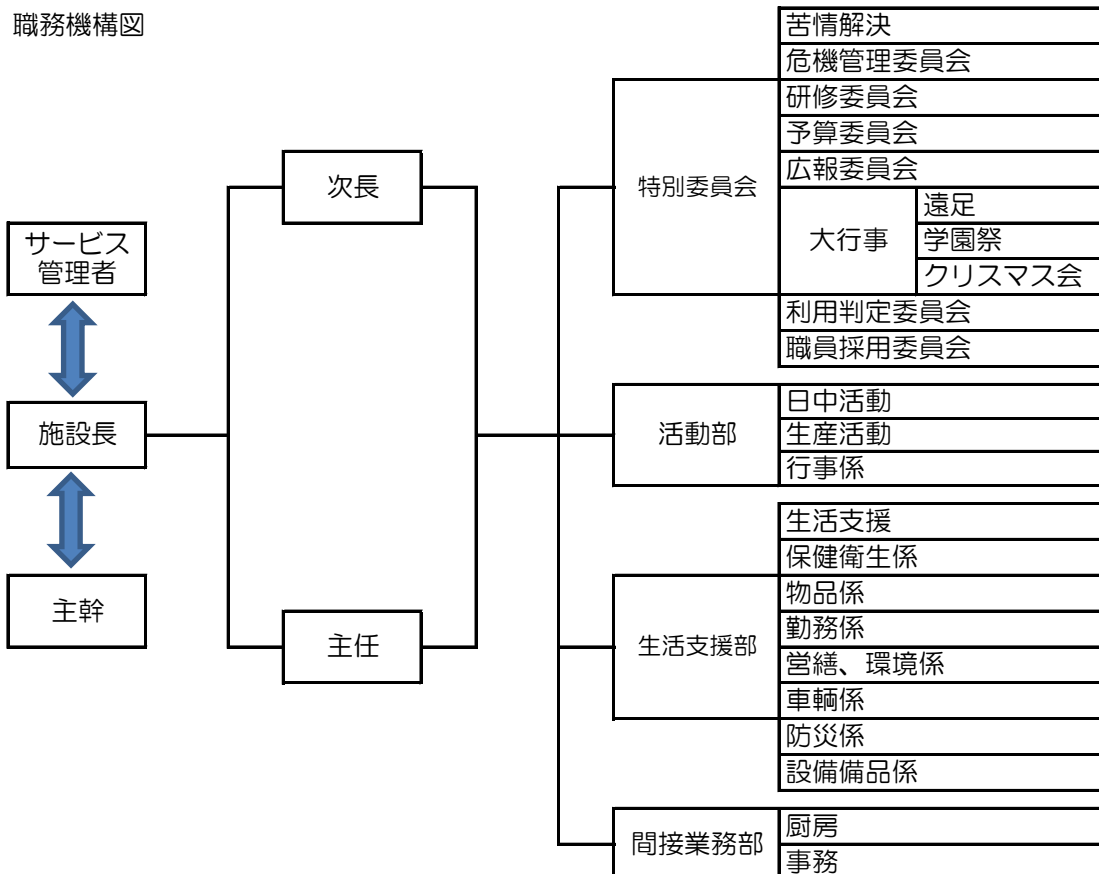 職務機構図
サービス
管理者
施設長
主幹
次長
主任
特別委員会
苦情解決
危機管理委員会
研修委員会
予算委員会
広報委員会
大行事
遠足
学園祭
クリスマス会
利用判定委員会
職員採用委員会
活動部
日中活動
生産活動
行事係
生活支援部
生活支援
保健衛生係
物品係
勤務係
営繕、環境係
車輌係
防災係
設備備品係
間接業務部
厨房
事務